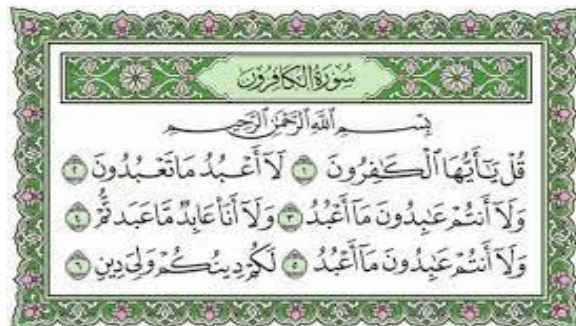 سُورَةُ الكَافِرُونَ
بِسْمِ ٱللَّهِ ٱلرَّحْمَٰنِ ٱلرَّحِيمِ
قُلْ يَٰٓأَيُّهَا ٱلْكَٰفِرُونَ ۝١ لَآ أَعْبُدُ مَا تَعْبُدُونَ ۝٢
وَلَآ أَنتُمْ عَٰبِدُونَ مَآ أَعْبُدُ ۝٣ وَلَآ أَنَا۠ عَابِدٌ مَّا عَبَدتُّمْ ۝٤
وَلَآ أَنتُمْ عَٰبِدُونَ مَآ أَعْبُدُ ۝٥ لَكُمْ دِينُكُمْ وَلِىَ دِينِ ۝٦